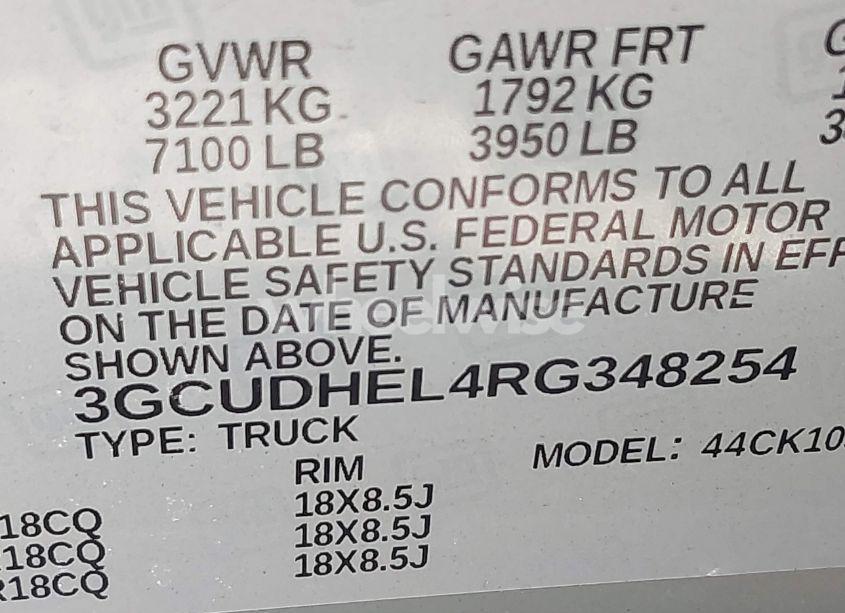 GVWR GAWR FRT
3221 KG 1792 KG
7100 LB 3950 LB
THIS VEHICLE CONFORMS TO ALL
APPLICABLE U.S. FEDERAL MOTOR
VEHICLE SAFETY STANDARDS IN EFF
ON THE DATE OF MANUFACTURE
SHOWN ABOVE.
wheelwise
3GCUDHEL4RG348254
TYPE: TRUCK MODEL: 44CK10
RIM
18CQ 18X8.5J
18CQ 18X8.5J
R18CQ 18X8.5J